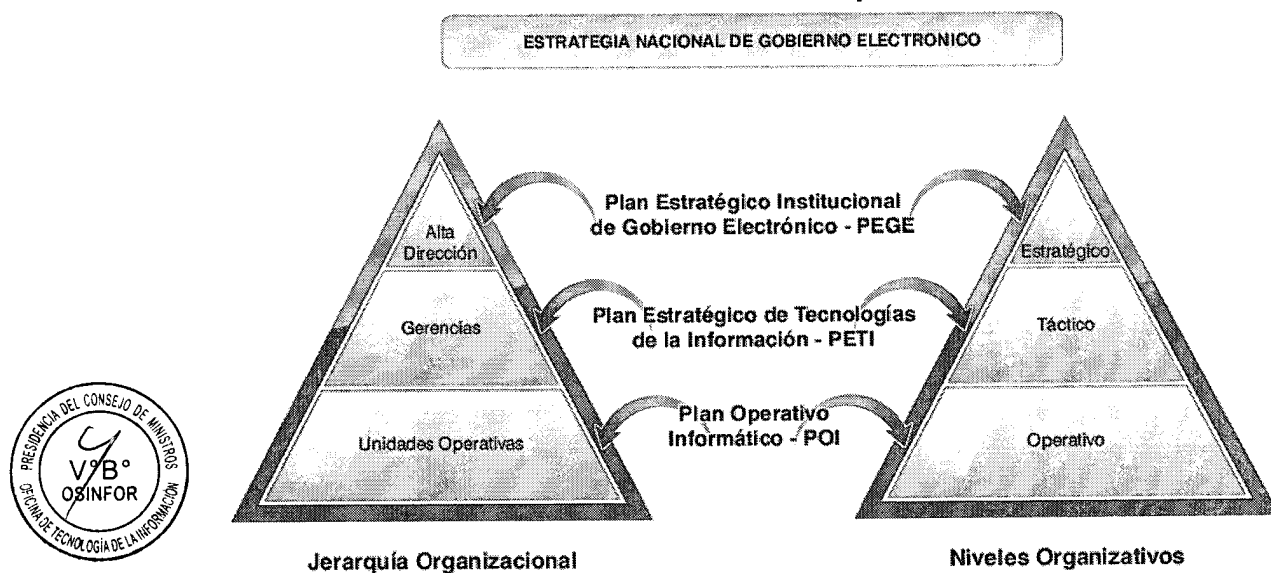 ESTRATEGIA NACIONAL DE GOBIERNO ELECTRONICO
Plan Estratégico Institucional
de Gobierno Electrónico - PEGE
Alta
Dirección
Estratégico
Plan Estratégico de Tecnologías
de la Información - PETI
Gerencias
Táctico
Plan Operativo
Informático - POI
Unidades Operativas
Operativo
PRESIDENCIA DEL CONSEJO DE MINISTROS
V°B°
OSINFOR
OFICINA DE TECNOLOGÍA DE LA INFORMACIÓN
Jerarquía Organizacional
Niveles Organizativos